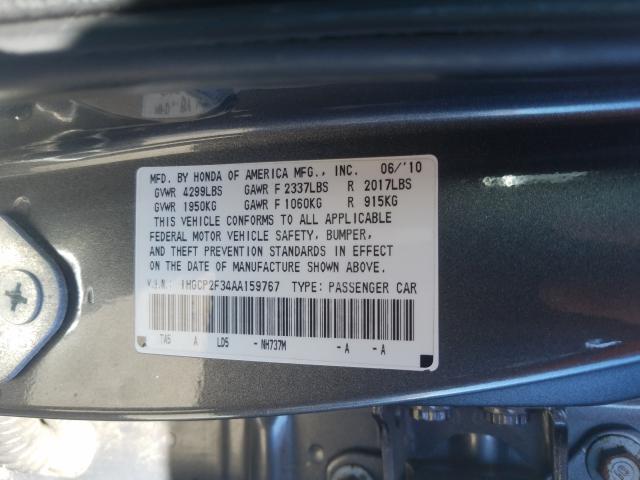 MFD. BY HONDA OF AMERICA MFG., INC. 06/'10
GVWR 4299LBS GAWR F 2337LBS R 2017LBS
GVWR 1950KG GAWR F 1060KG R 915KG
THIS VEHICLE CONFORMS TO ALL APPLICABLE
FEDERAL MOTOR VEHICLE SAFETY, BUMPER,
AND THEFT PREVENTION STANDARDS IN EFFECT
ON THE DATE OF MANUFACTURE SHOWN ABOVE.
V.I.N.: 1HGCP2F34AA159767 TYPE: PASSENGER CAR
TA5 A LD5 -NH737M -A -A